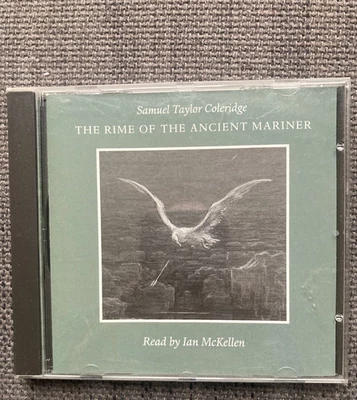 Samuel Taylor Coleridge
THE RIME OF THE ANCIENT MARINER
Read by Ian McKellen